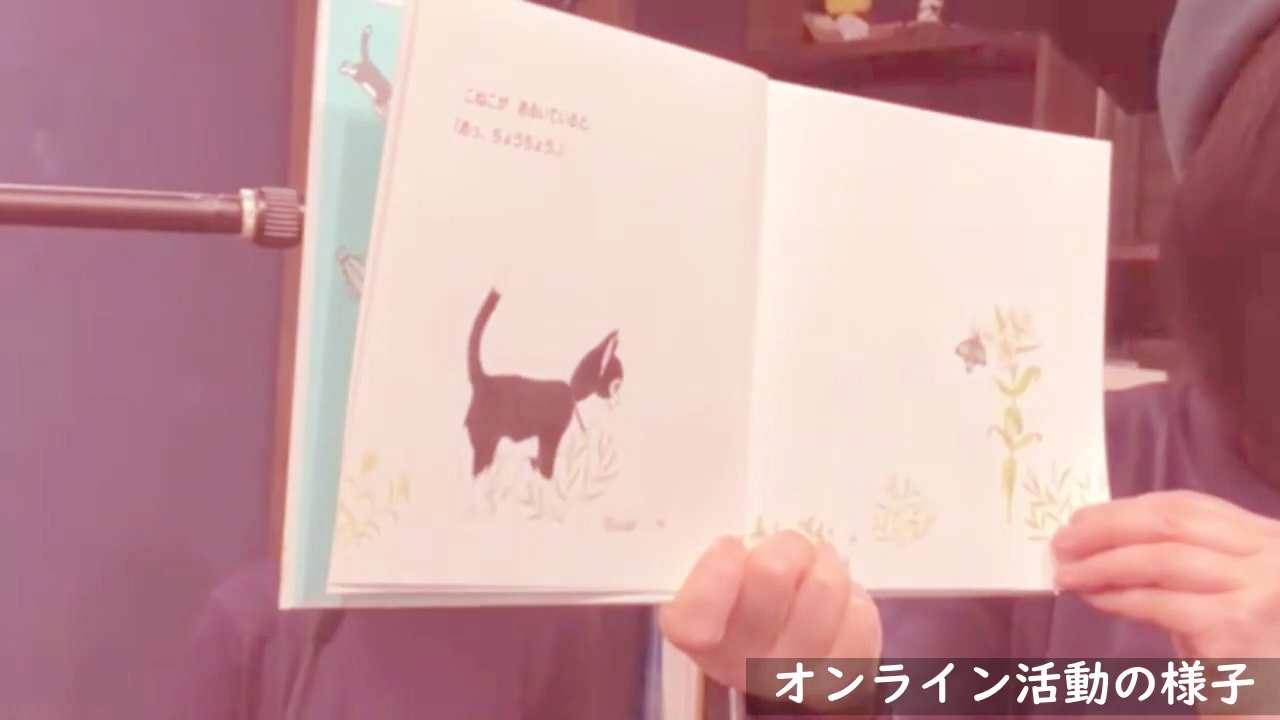 こねこが あるいていると、
「あっ、ちょうちょう。」
オンライン活動の様子